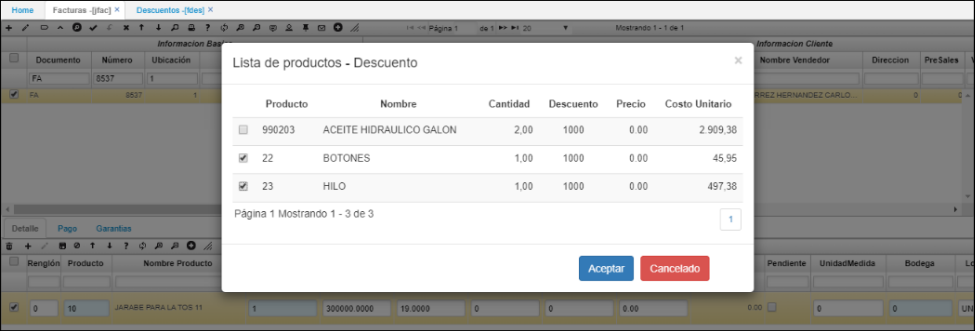 Home Facturas -[jfac] × Descuentos -[fdes] ×
Página 1 de 1 20 Mostrando 1 - 1 de 1
Informacion Basic Informacion Cliente
Documento Número Ubicación Nombre Vendedor Direccion PreSales
FA 8537 1
FA 8537 1 RREZ HERNANDEZ CARLO... 0
Lista de productos - Descuento ×
Producto Nombre Cantidad Descuento Precio Costo Unitario
990203 ACEITE HIDRAULICO GALON 2,00 1000 0.00 2.909,38
22 BOTONES 1,00 1000 0.00 45,95
23 HILO 1,00 1000 0.00 497,38
Página 1 Mostrando 1 - 3 de 3 1
Aceptar Cancelado
Detalle Pago Garantias
Renglón Producto Nombre Producto Pendiente UnidadMedida Bodega Lo
0 10 JARABE PARA LA TOS 11 1 300000.0000 19.0000 0 0 0.00 0.00 0 0 UN